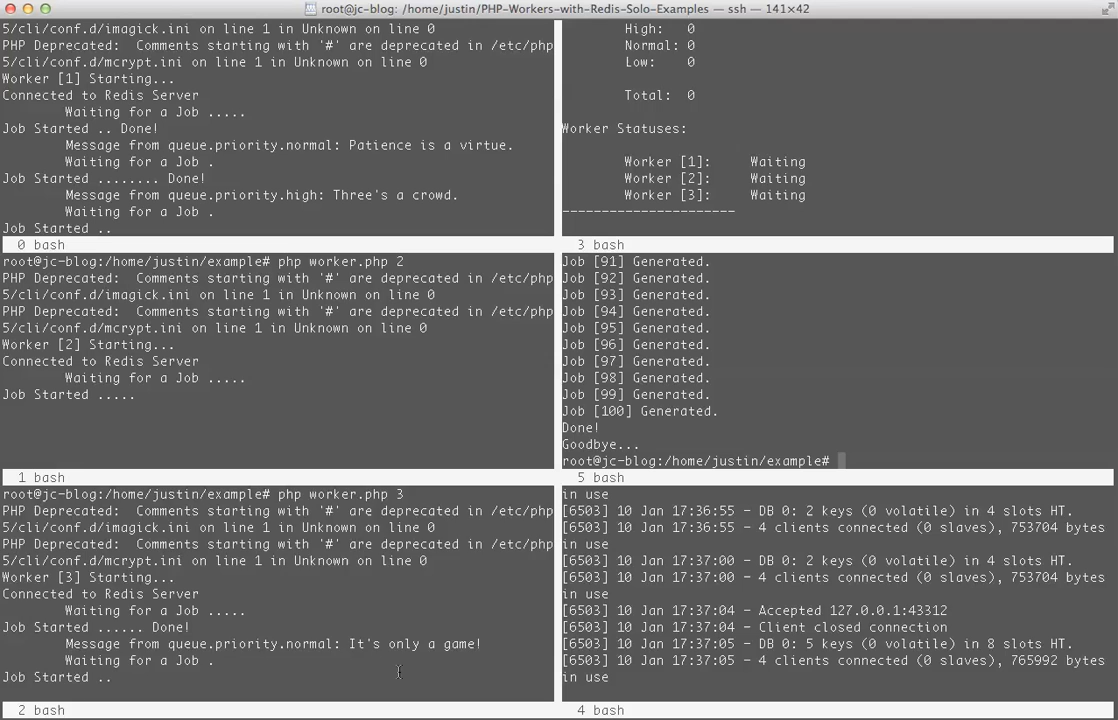 root@jc-blog: /home/justin/PHP-Workers-with-Redis-Solo-Examples — ssh — 141×42
5/cli/conf.d/imagick.ini on line 1 in Unknown on line 0
PHP Deprecated:  Comments starting with '#' are deprecated in /etc/php
5/cli/conf.d/mcrypt.ini on line 1 in Unknown on line 0
Worker [1] Starting...
Connected to Redis Server
Waiting for a Job .....
Job Started .. Done!
Message from queue.priority.normal: Patience is a virtue.
Waiting for a Job .
Job Started ........ Done!
Message from queue.priority.high: Three's a crowd.
Waiting for a Job .
Job Started ..
0 bash
root@jc-blog:/home/justin/example# php worker.php 2
PHP Deprecated:  Comments starting with '#' are deprecated in /etc/php
5/cli/conf.d/imagick.ini on line 1 in Unknown on line 0
PHP Deprecated:  Comments starting with '#' are deprecated in /etc/php
5/cli/conf.d/mcrypt.ini on line 1 in Unknown on line 0
Worker [2] Starting...
Connected to Redis Server
Waiting for a Job .....
Job Started .....
1 bash
root@jc-blog:/home/justin/example# php worker.php 3
PHP Deprecated:  Comments starting with '#' are deprecated in /etc/php
5/cli/conf.d/imagick.ini on line 1 in Unknown on line 0
PHP Deprecated:  Comments starting with '#' are deprecated in /etc/php
5/cli/conf.d/mcrypt.ini on line 1 in Unknown on line 0
Worker [3] Starting...
Connected to Redis Server
Waiting for a Job .....
Job Started ...... Done!
Message from queue.priority.normal: It's only a game!
Waiting for a Job .
Job Started ..
2 bash
High:   0
Normal: 0
Low:    0
Total:  0
Worker Statuses:
Worker [1]:     Waiting
Worker [2]:     Waiting
Worker [3]:     Waiting
----------------------
3 bash
Job [91] Generated.
Job [92] Generated.
Job [93] Generated.
Job [94] Generated.
Job [95] Generated.
Job [96] Generated.
Job [97] Generated.
Job [98] Generated.
Job [99] Generated.
Job [100] Generated.
Done!
Goodbye...
root@jc-blog:/home/justin/example#
5 bash
in use
[6503] 10 Jan 17:36:55 - DB 0: 2 keys (0 volatile) in 4 slots HT.
[6503] 10 Jan 17:36:55 - 4 clients connected (0 slaves), 753704 bytes
in use
[6503] 10 Jan 17:37:00 - DB 0: 2 keys (0 volatile) in 4 slots HT.
[6503] 10 Jan 17:37:00 - 4 clients connected (0 slaves), 753704 bytes
in use
[6503] 10 Jan 17:37:04 - Accepted 127.0.0.1:43312
[6503] 10 Jan 17:37:04 - Client closed connection
[6503] 10 Jan 17:37:05 - DB 0: 5 keys (0 volatile) in 8 slots HT.
[6503] 10 Jan 17:37:05 - 4 clients connected (0 slaves), 765992 bytes
in use
4 bash